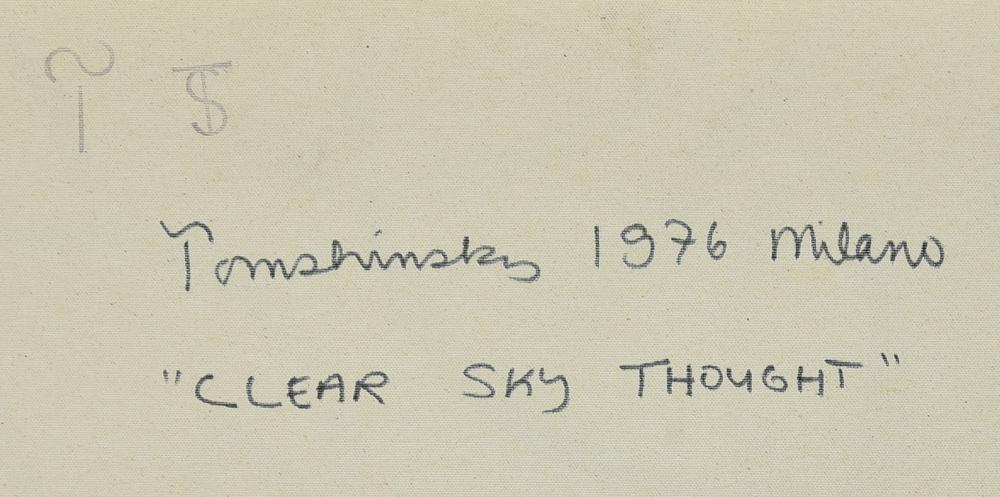 T S
Tomshinsky 1976 Milano
"CLEAR SKY THOUGHT"